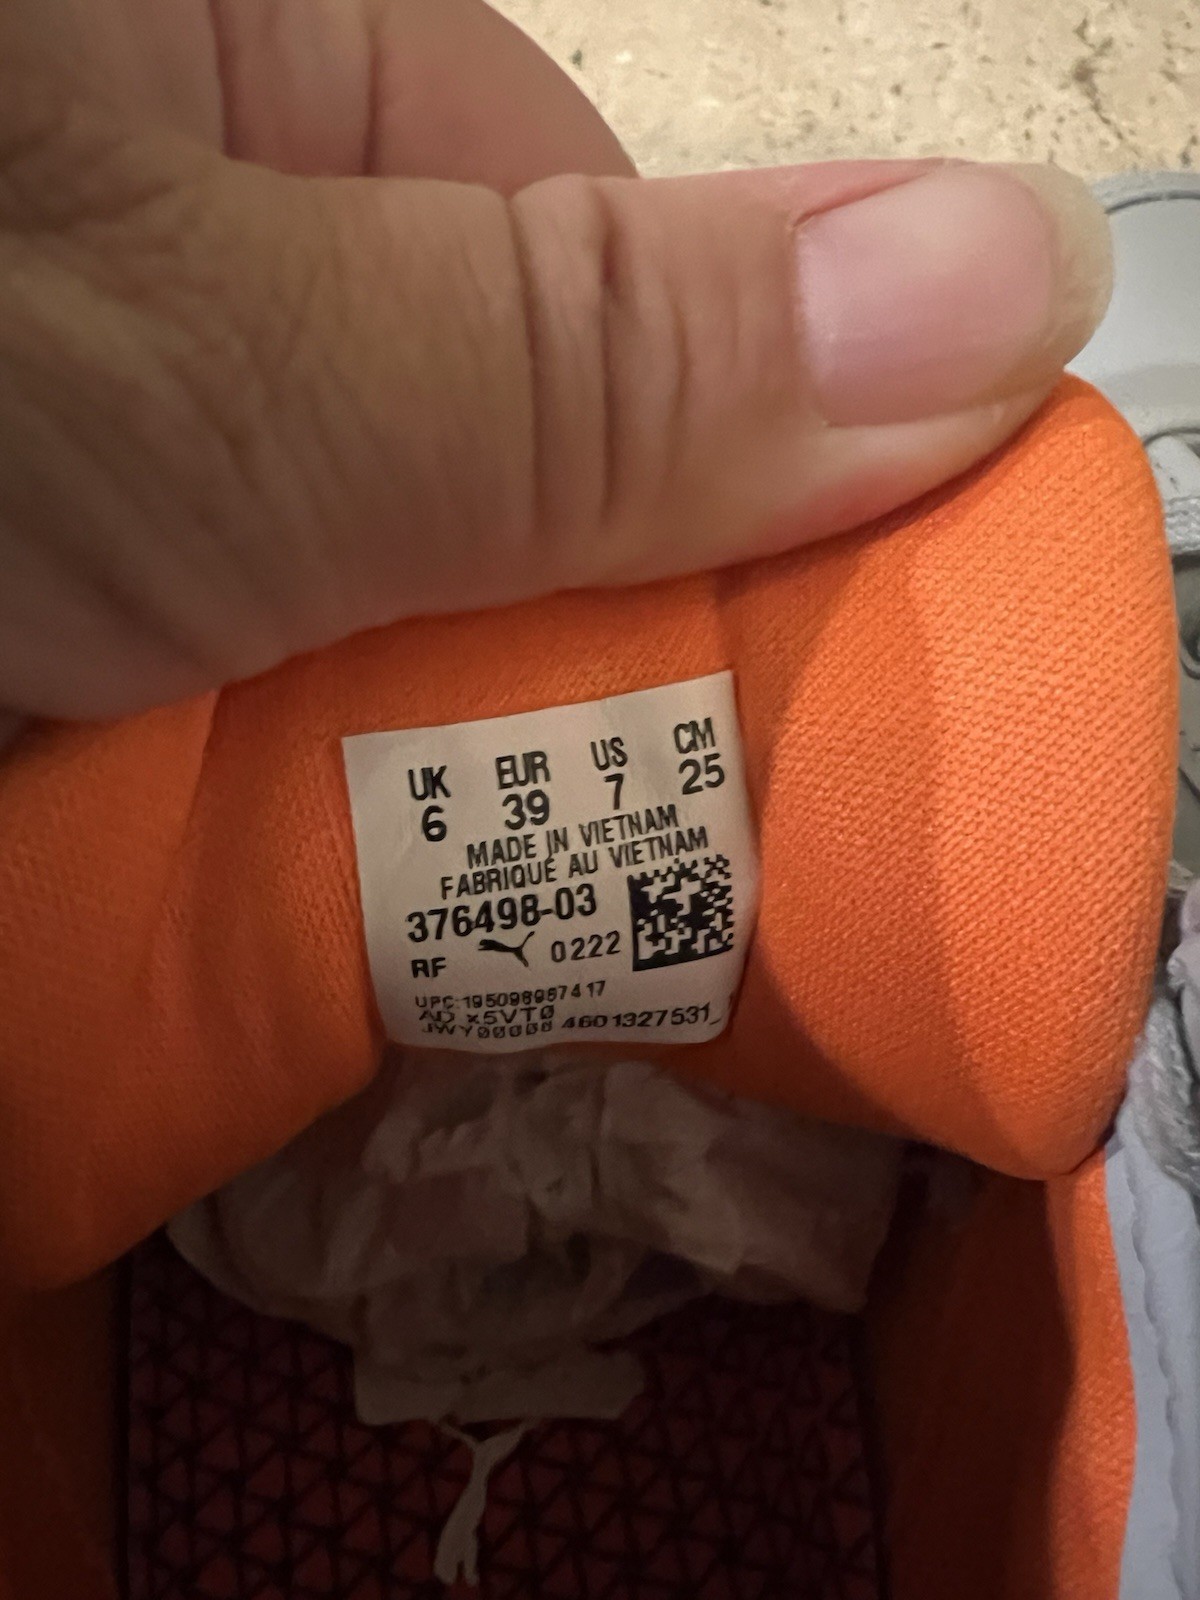 UK EUR US CM
6 39 7 25
MADE IN VIETNAM
FABRIQUÉ AU VIETNAM
376498-03
RF 0222
UPC:195098987417
AD x5VT0
JWY00008 4601327531_